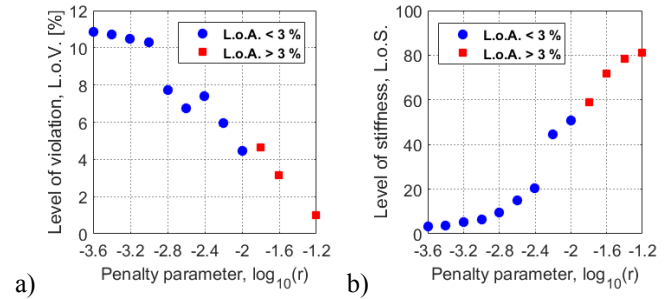 12
10
8
6
4
2
0
Level of violation, L.o.V. [%]
L.o.A. < 3 %
L.o.A. > 3 %
-3.6 -3.2 -2.8 -2.4 -2 -1.6 -1.2
Penalty parameter, log10(r)
a)
100
80
60
40
20
0
Level of stiffness, L.o.S.
L.o.A. < 3 %
L.o.A. > 3 %
-3.6 -3.2 -2.8 -2.4 -2 -1.6 -1.2
Penalty parameter, log10(r)
b)